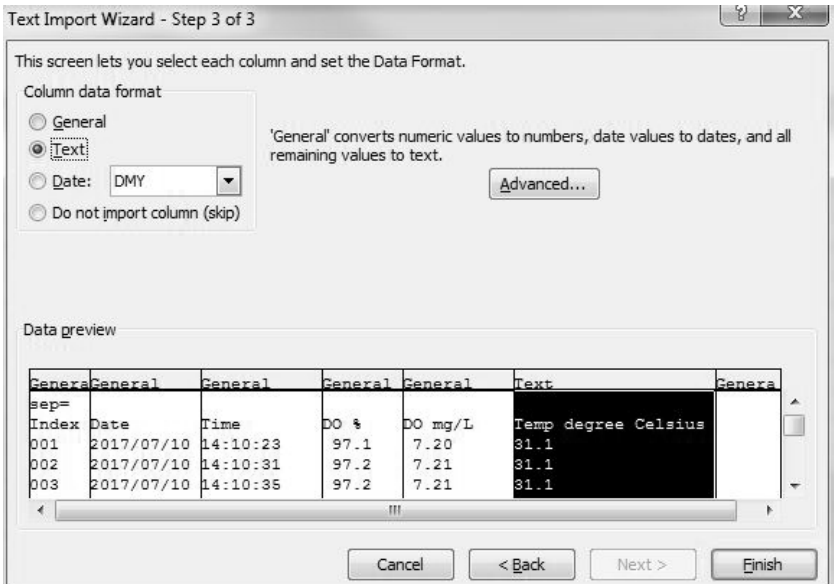 Text Import Wizard - Step 3 of 3
? X
This screen lets you select each column and set the Data Format.
Column data format
General
Text
Date: DMY
Do not import column (skip)
'General' converts numeric values to numbers, date values to dates, and all
remaining values to text.
Advanced...
Data preview
GeneraGeneral General General General Text Genera
sep=
Index Date Time DO % DO mg/L Temp degree Celsius
001 2017/07/10 14:10:23 97.1 7.20 31.1
002 2017/07/10 14:10:31 97.2 7.21 31.1
003 2017/07/10 14:10:35 97.2 7.21 31.1
Cancel < Back Next > Finish